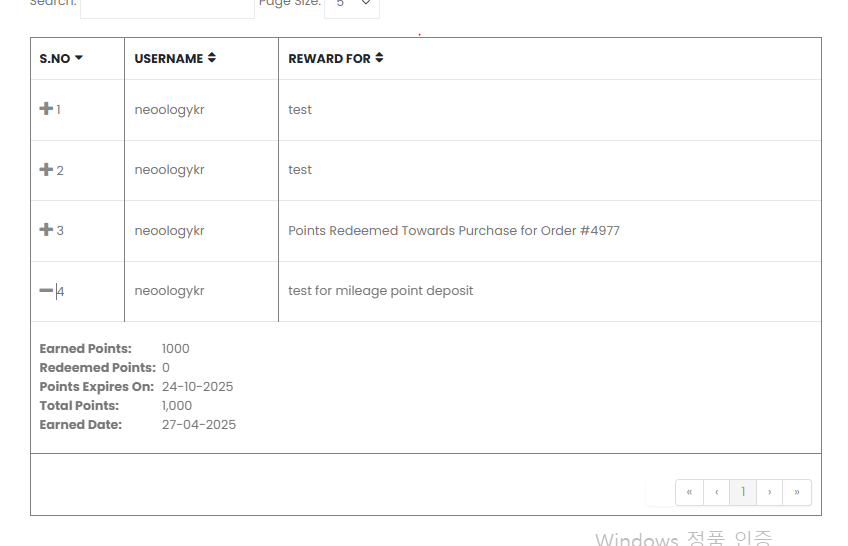 Search: Page Size: 5
S.NO USERNAME REWARD FOR
1 neoologykr test
2 neoologykr test
3 neoologykr Points Redeemed Towards Purchase for Order #4977
4 neoologykr test for mileage point deposit
Earned Points: 1000
Redeemed Points: 0
Points Expires On: 24-10-2025
Total Points: 1,000
Earned Date: 27-04-2025
« ‹ 1 › »
Windows 정품 인증